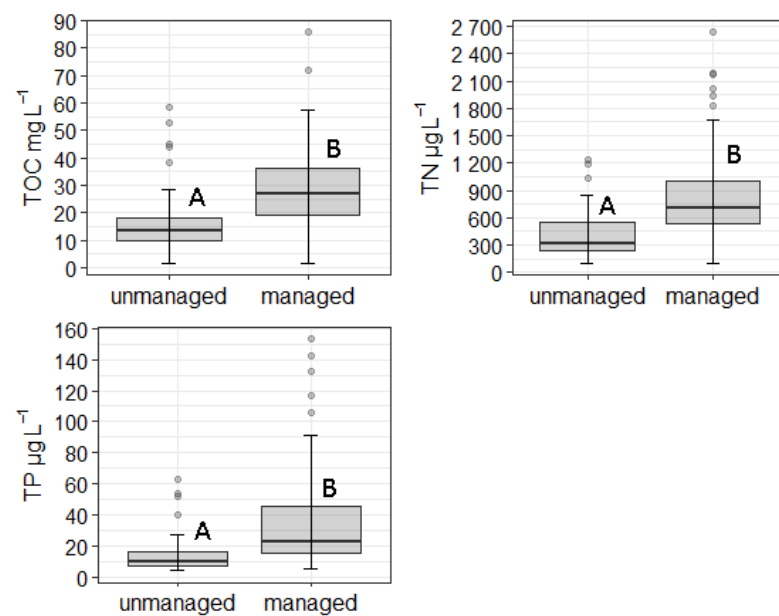 TOC mg L⁻¹
90
80
70
60
50
40
30
20
10
0
A
B
unmanaged managed
TN µg L⁻¹
2 700
2 400
2 100
1 800
1 500
1 200
900
600
300
0
A
B
unmanaged managed
TP µg L⁻¹
160
140
120
100
80
60
40
20
0
A
B
unmanaged managed